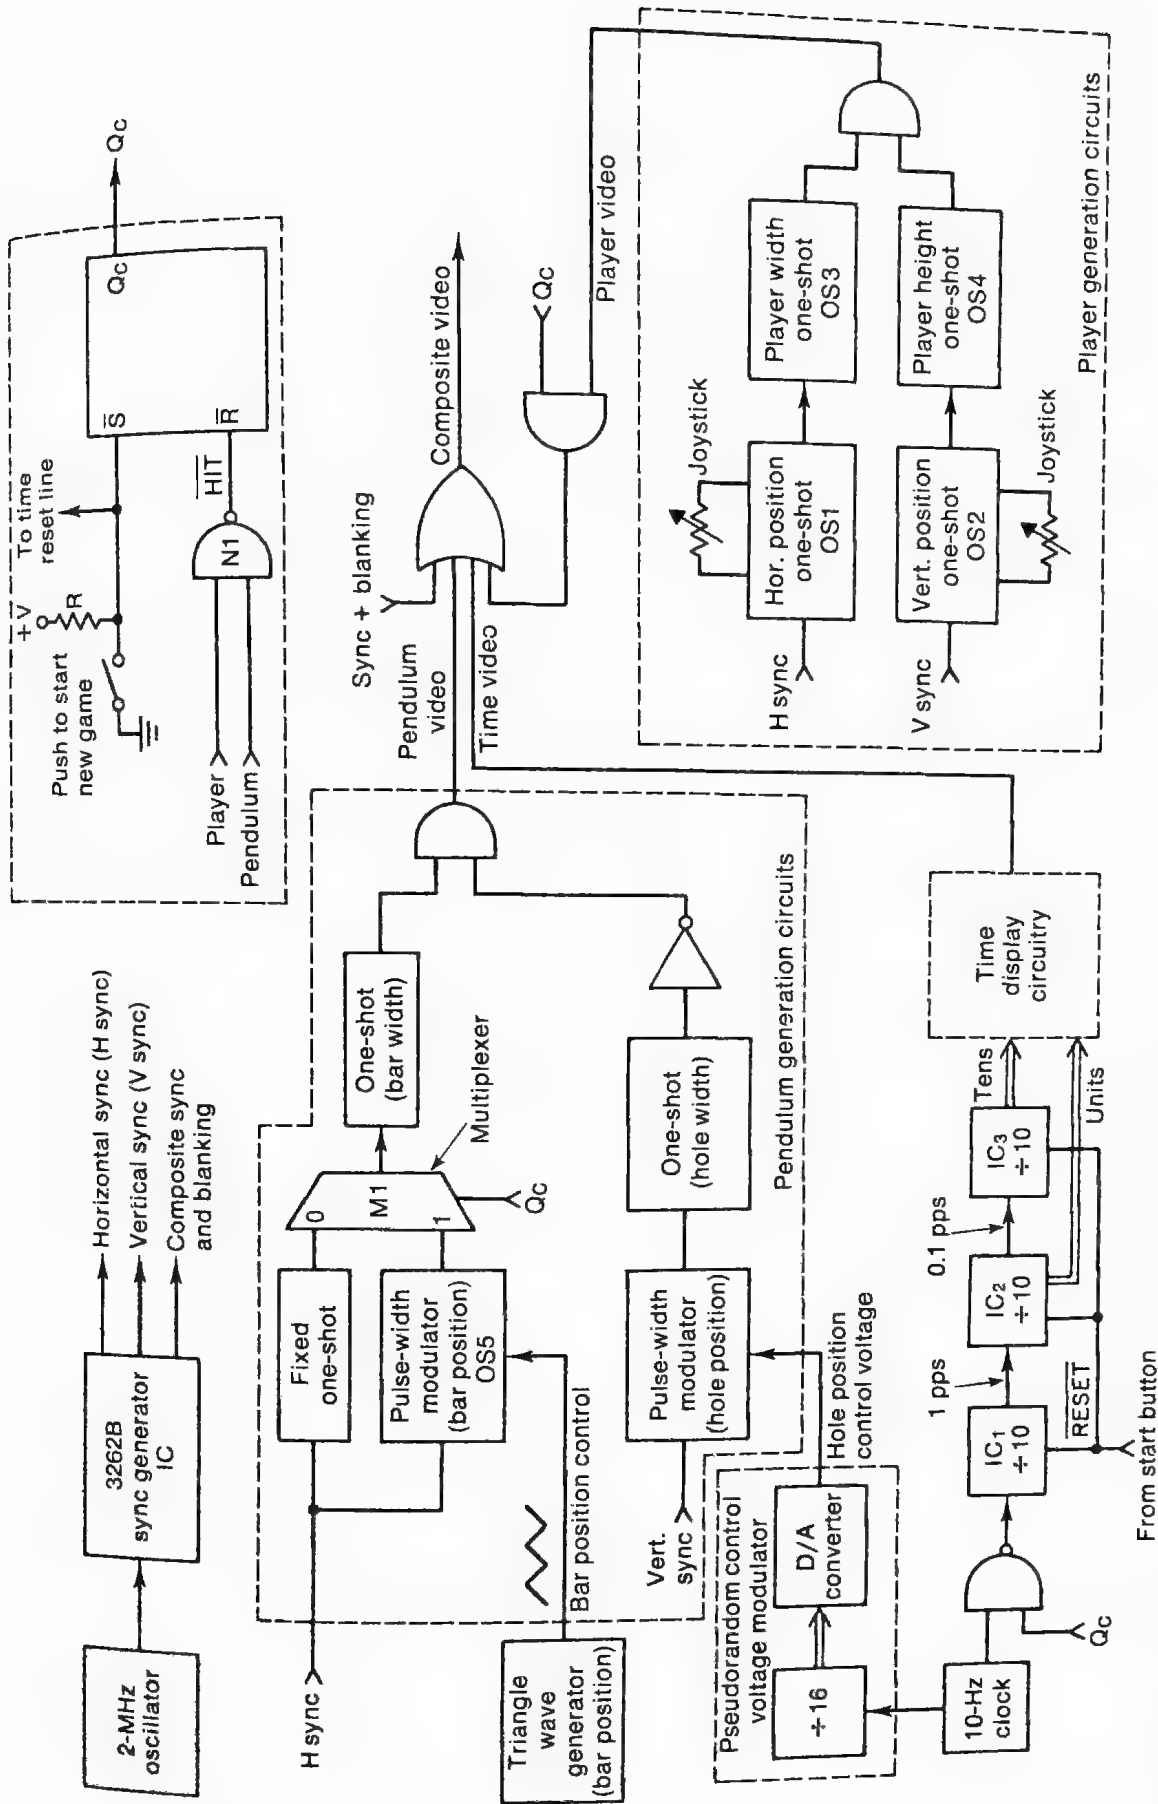 2-MHz
oscillator
3262B
sync generator
IC
Horizontal sync (H sync)
Vertical sync (V sync)
Composite sync
and blanking
Push to start
new game
+V
R
To time
reset line
Player
Pendulum
N1
HIT
S
R
Qc
Qc
H sync
Fixed
one-shot
Pulse-width
modulator
(bar position)
OS5
0
M1
1
Multiplexer
Qc
One-shot
(bar width)
Triangle
wave
generator
(bar position)
Bar position control
Vert.
sync
Pulse-width
modulator
(hole position)
One-shot
(hole width)
Pendulum generation circuits
Pendulum
video
Time video
Sync + blanking
Composite video
Qc
Player video
Pseudorandom control
voltage modulator
÷16
D/A
converter
Hole position
control voltage
10-Hz
clock
Qc
IC1
÷10
1 pps
IC2
÷10
0.1 pps
IC3
÷10
Tens
Units
RESET
From start button
Time
display
circuitry
H sync
Hor. position
one-shot
OS1
Joystick
Player width
one-shot
OS3
V sync
Vert. position
one-shot
OS2
Joystick
Player height
one-shot
OS4
Player generation circuits